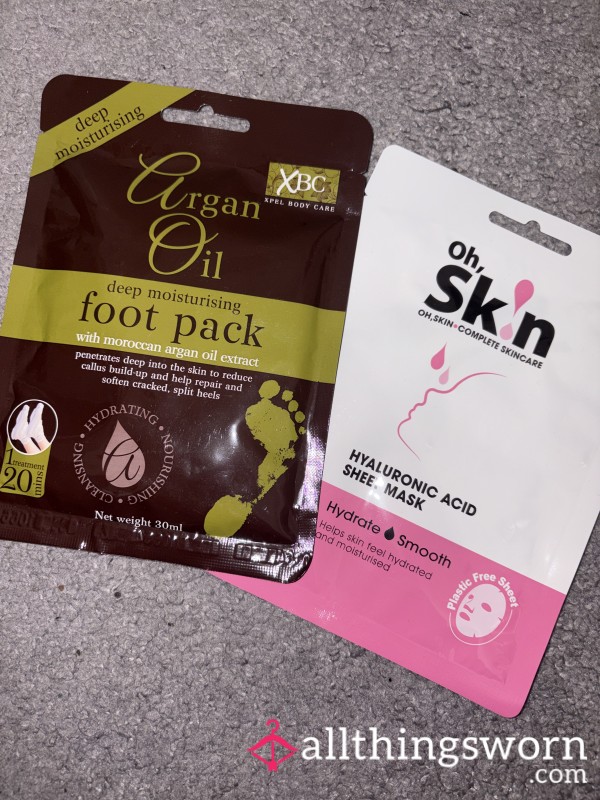 deep
moisturising
Argan
Oil
XBC
XPEL BODY CARE
deep moisturising
foot pack
with moroccan argan oil extract
penetrates deep into the skin to reduce
callus build-up and help repair and
soften cracked, split heels
HYDRATING • NOURISHING • CLEANSING •
1
treatment
20
mins
Net weight 30ml
Oh,
Sk!n
OH,SKIN•COMPLETE SKINCARE
HYALURONIC ACID
SHEET MASK
Hydrate Smooth
Helps skin feel hydrated
and moisturised
Plastic Free Sheet
allthingsworn
.com